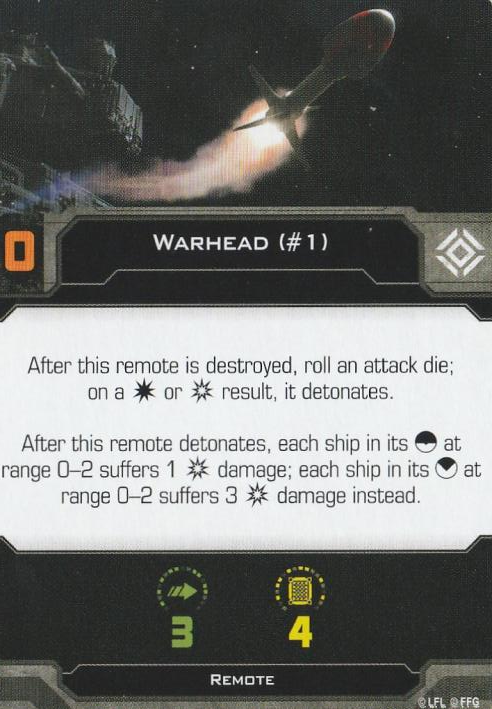 0
WARHEAD (#1)
After this remote is destroyed, roll an attack die;
on a or result, it detonates.
After this remote detonates, each ship in its at
range 0–2 suffers 1 damage; each ship in its at
range 0–2 suffers 3 damage instead.
3 4
REMOTE
©LFL ©FFG